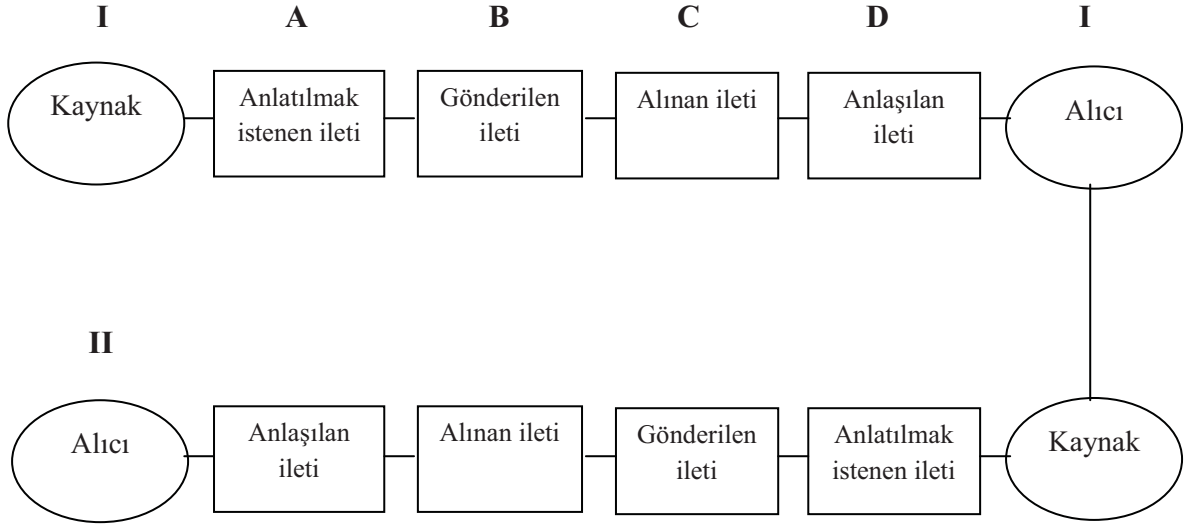 I A B C D I
Kaynak
Anlatılmak
istenen ileti
Gönderilen
ileti
Alınan ileti
Anlaşılan
ileti
Alıcı
II
Alıcı
Anlaşılan
ileti
Alınan ileti
Gönderilen
ileti
Anlatılmak
istenen ileti
Kaynak